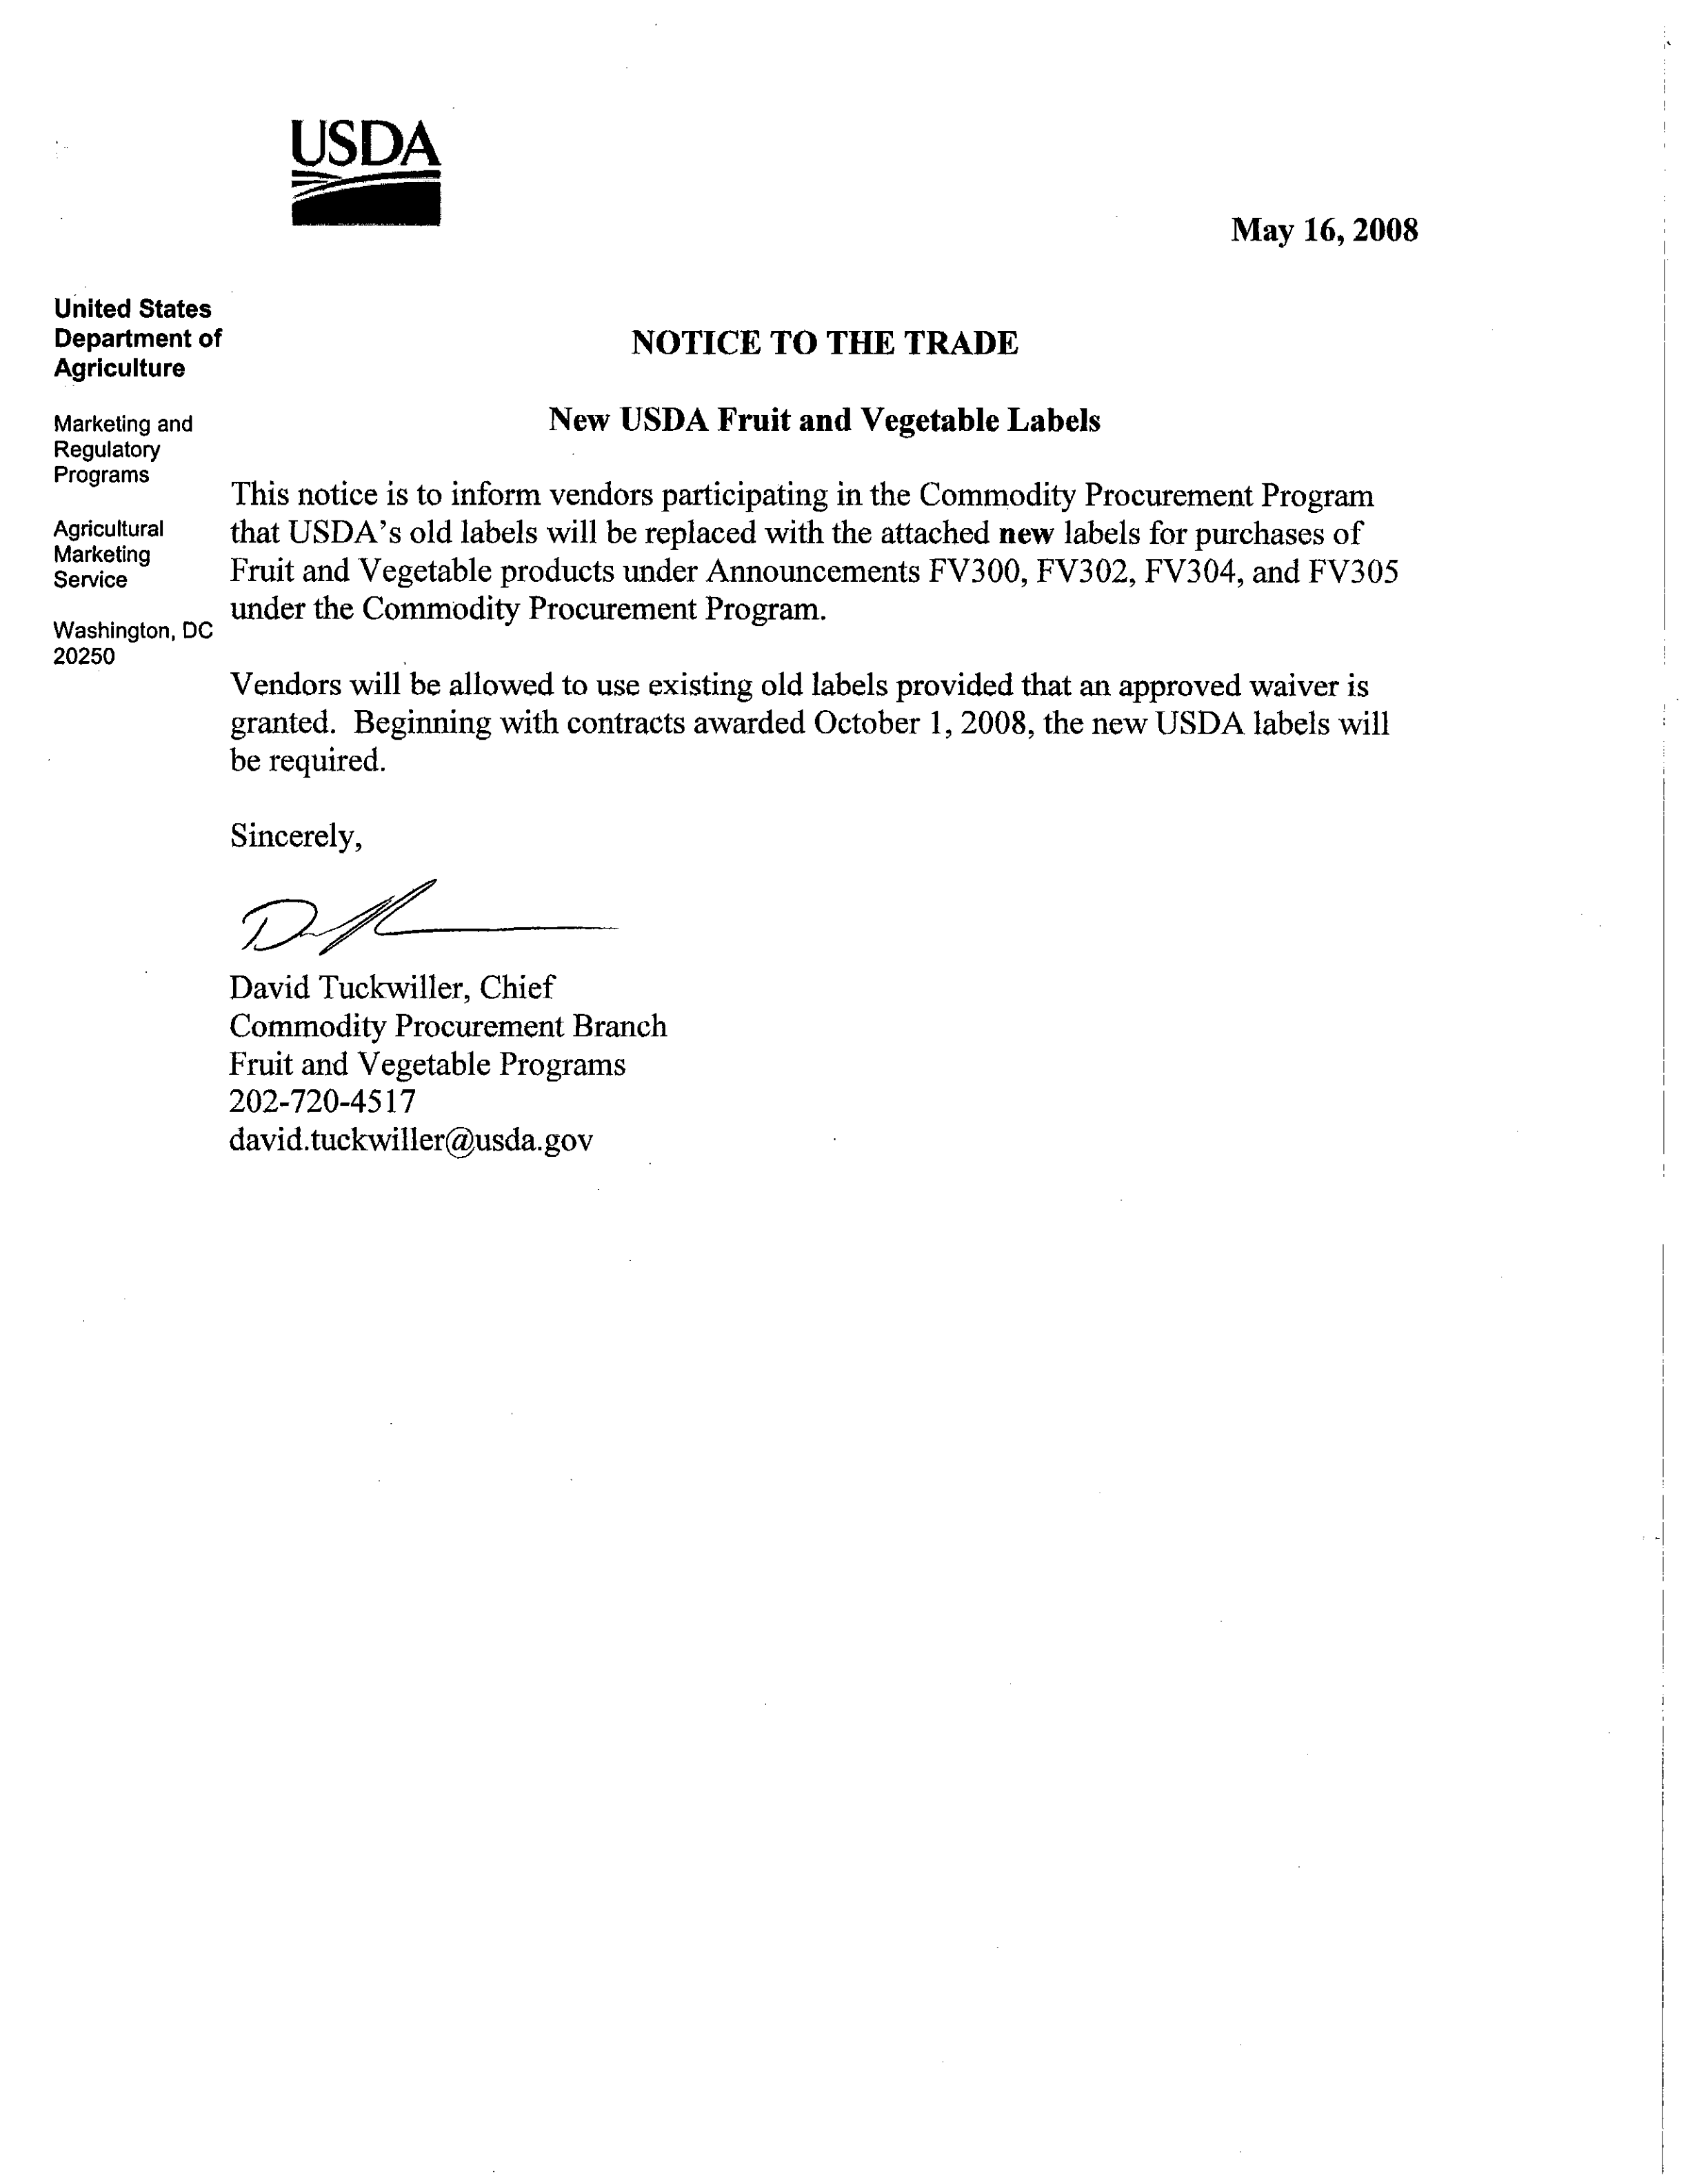 USDA
May 16, 2008
United States
Department of
Agriculture
Marketing and
Regulatory
Programs
Agricultural
Marketing
Service
Washington, DC
20250
NOTICE TO THE TRADE
New USDA Fruit and Vegetable Labels
This notice is to inform vendors participating in the Commodity Procurement Program
that USDA's old labels will be replaced with the attached new labels for purchases of
Fruit and Vegetable products under Announcements FV300, FV302, FV304, and FV305
under the Commodity Procurement Program.
Vendors will be allowed to use existing old labels provided that an approved waiver is
granted.  Beginning with contracts awarded October 1, 2008, the new USDA labels will
be required.
Sincerely,
David Tuckwiller, Chief
Commodity Procurement Branch
Fruit and Vegetable Programs
202-720-4517
david.tuckwiller@usda.gov